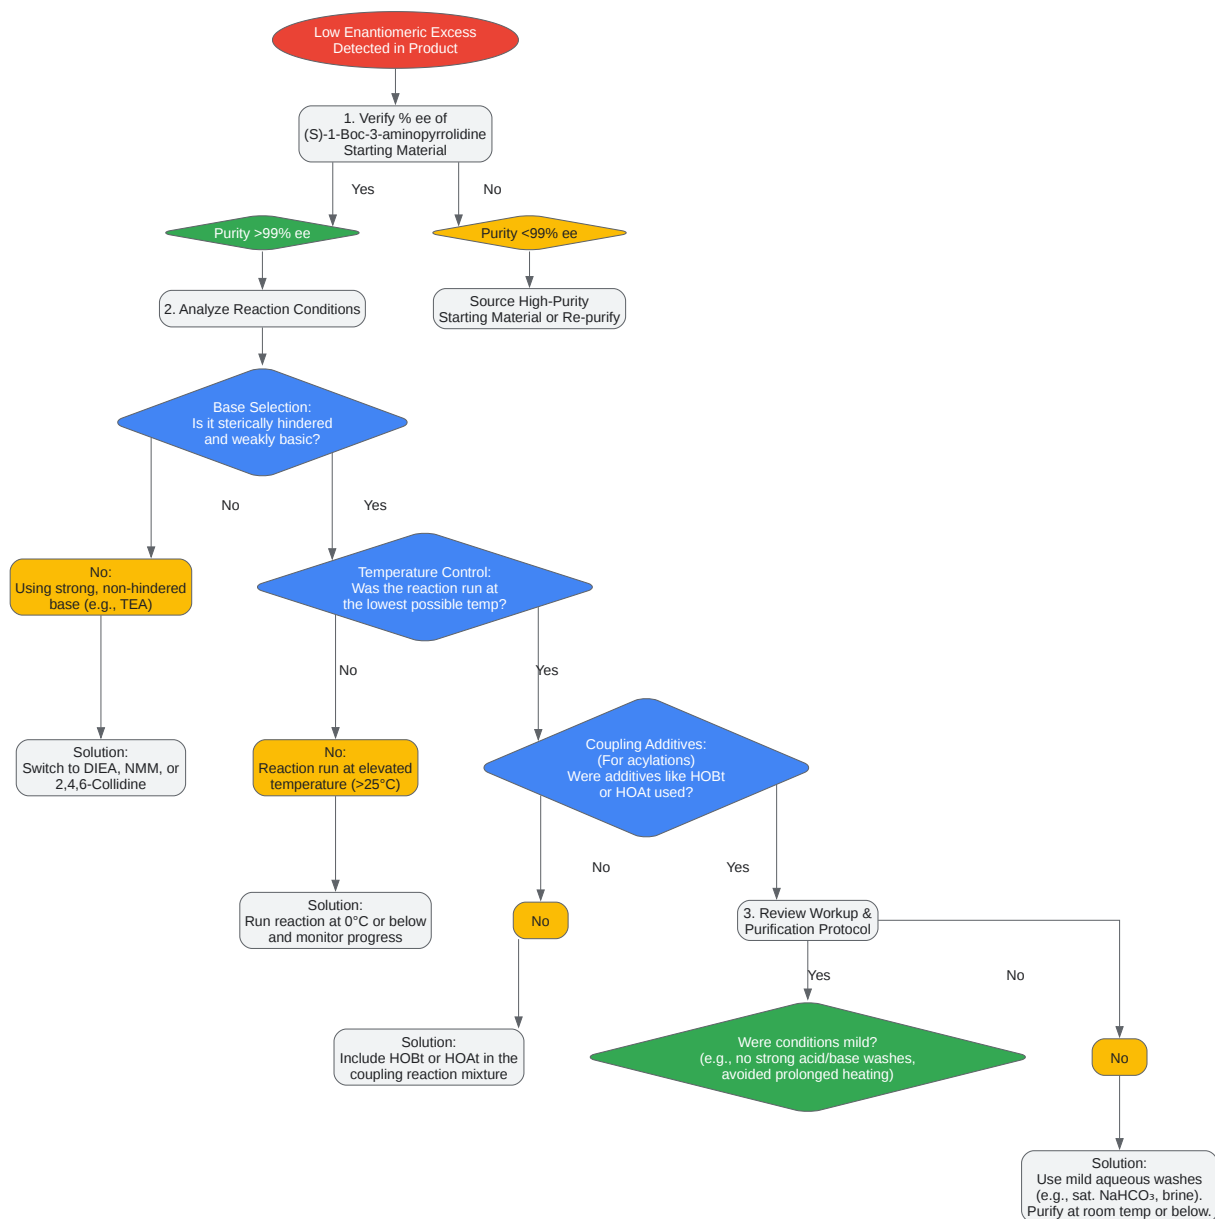 Low Enantiomeric Excess
Detected in Product
1. Verify % ee of
(S)-1-Boc-3-aminopyrrolidine
Starting Material
Yes
No
Purity >99% ee
Purity <99% ee
2. Analyze Reaction Conditions
Source High-Purity
Starting Material or Re-purify
Base Selection:
Is it sterically hindered
and weakly basic?
No
Yes
No:
Using strong, non-hindered
base (e.g., TEA)
Temperature Control:
Was the reaction run at
the lowest possible temp?
No
Yes
Solution:
Switch to DIEA, NMM, or
2,4,6-Collidine
No:
Reaction run at elevated
temperature (>25°C)
Coupling Additives:
(For acylations)
Were additives like HOBt
or HOAt used?
No
Yes
Solution:
Run reaction at 0°C or below
and monitor progress
No
3. Review Workup &
Purification Protocol
Yes
No
Solution:
Include HOBt or HOAt in the
coupling reaction mixture
Were conditions mild?
(e.g., no strong acid/base washes,
avoided prolonged heating)
No
Solution:
Use mild aqueous washes
(e.g., sat. NaHCO₃, brine).
Purify at room temp or below.